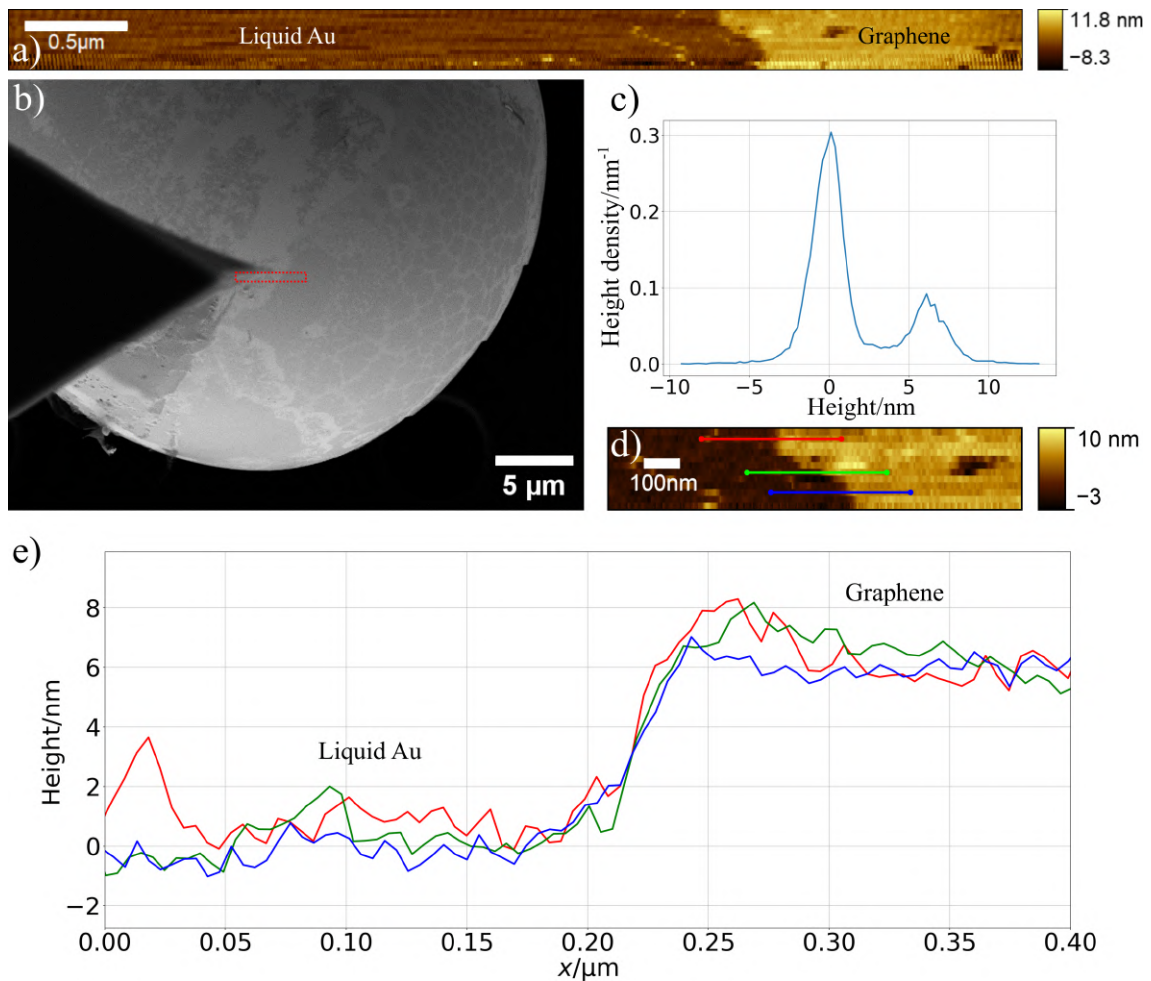 a)
0.5μm
Liquid Au
Graphene
11.8 nm
−8.3
b)
5 μm
c)
Height density/nm⁻¹
0.3
0.2
0.1
0.0
−10
−5
0
5
10
Height/nm
d)
100nm
10 nm
−3
e)
Height/nm
8
6
4
2
0
−2
Liquid Au
Graphene
0.00
0.05
0.10
0.15
0.20
0.25
0.30
0.35
0.40
x/μm